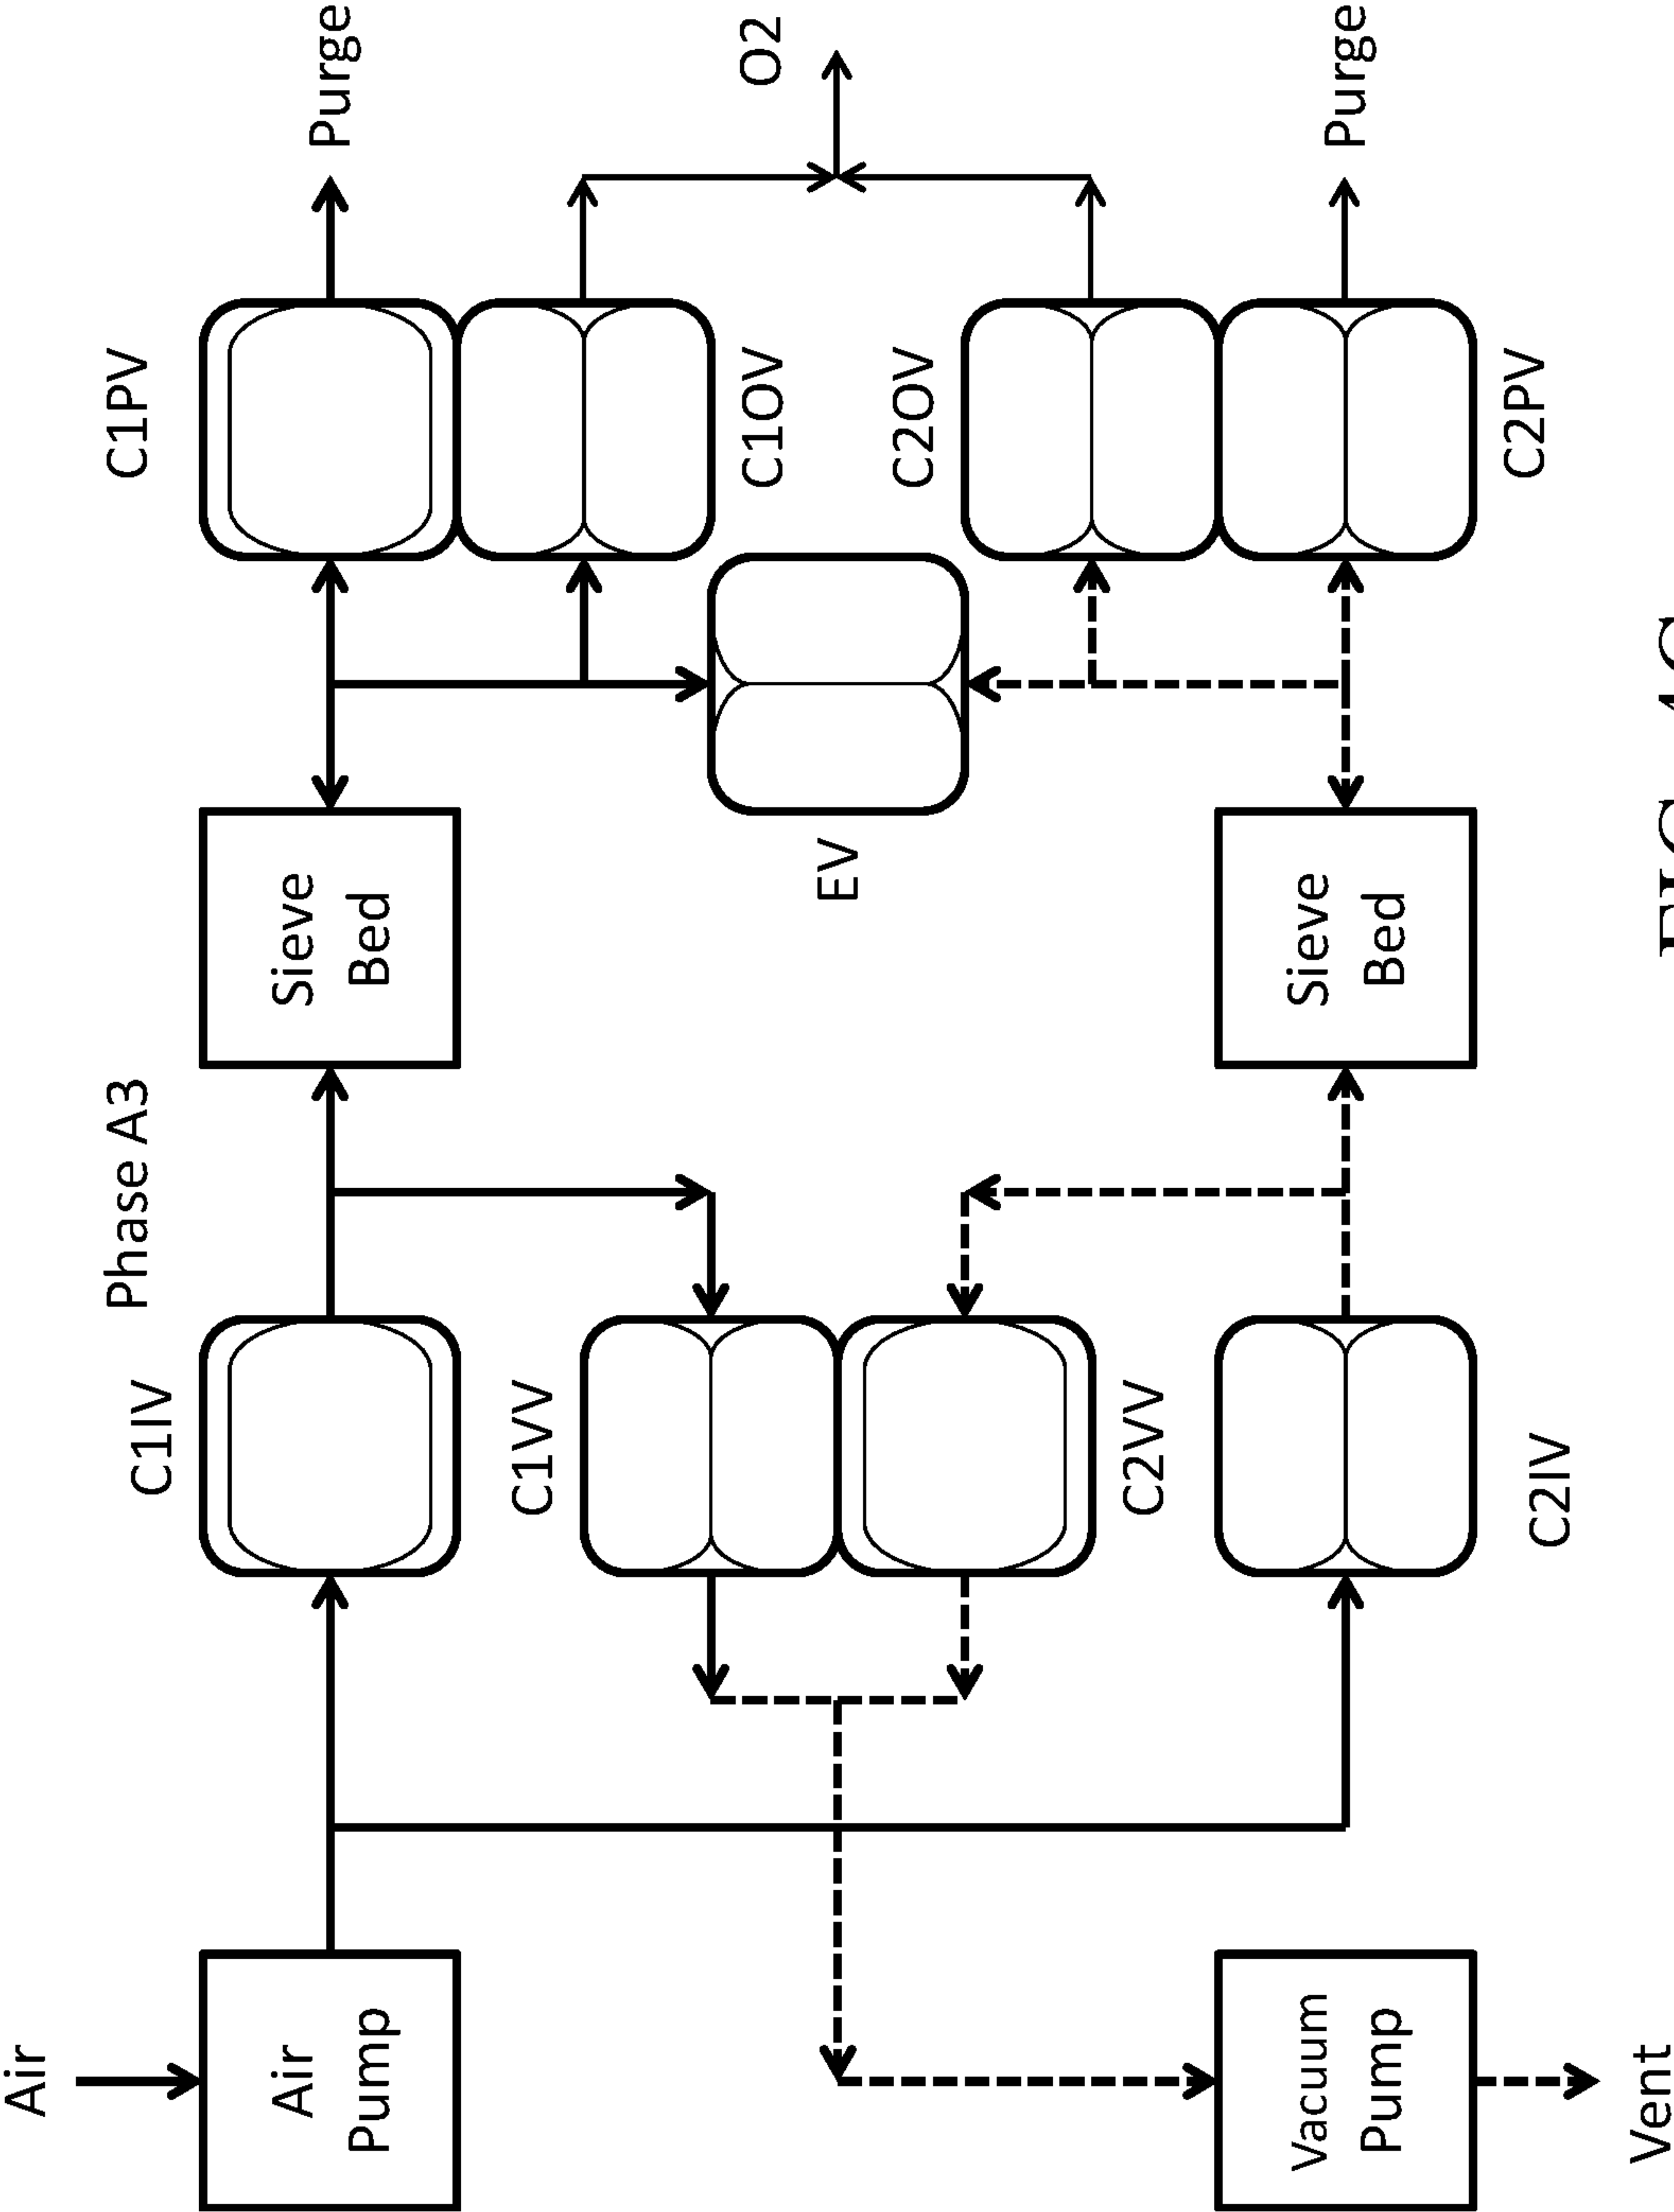 Air
Phase A3
C1PV
C1IV
Air
Pump
Sieve
Bed
Purge
C1VV
C1OV
O2
EV
C2OV
C2VV
Vacuum
Pump
Sieve
Bed
Purge
C2IV
C2PV
Vent